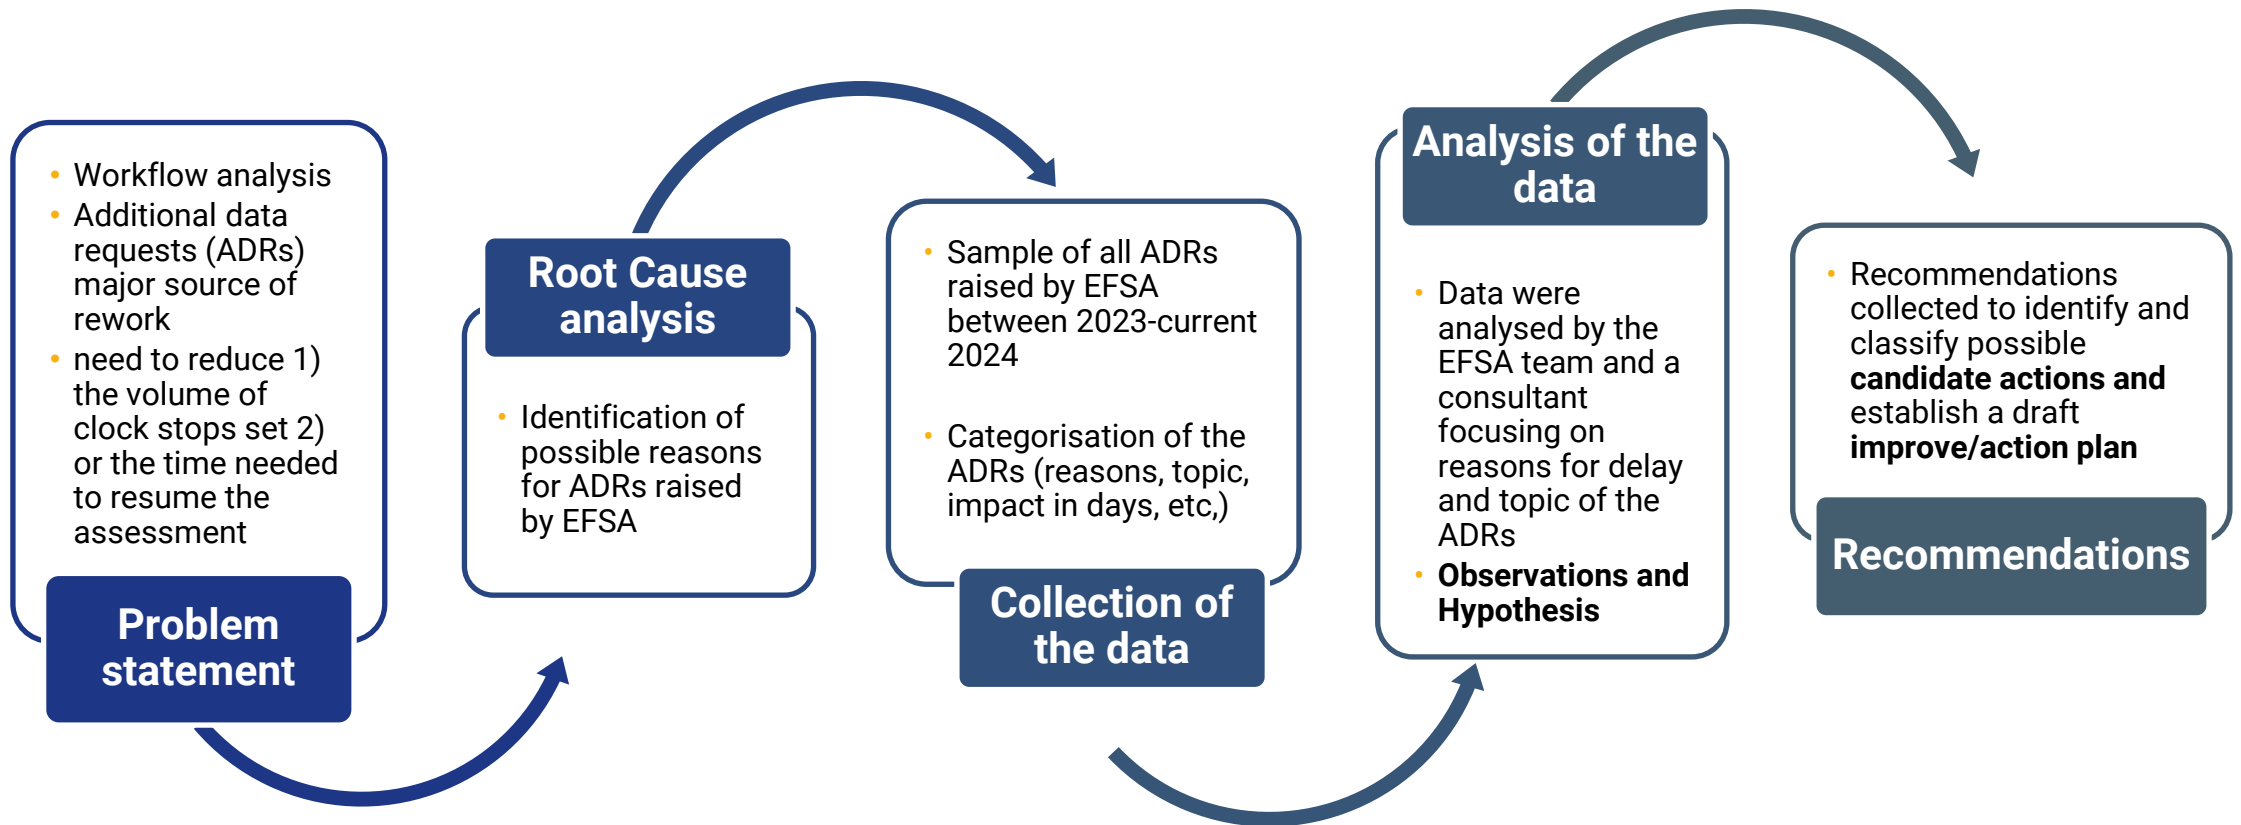 • Workflow analysis
• Additional data
requests (ADRs)
major source of
rework
• need to reduce 1)
the volume of
clock stops set 2)
or the time needed
to resume the
assessment
Problem
statement
Root Cause
analysis
• Identification of
possible reasons
for ADRs raised
by EFSA
• Sample of all ADRs
raised by EFSA
between 2023-current
2024
• Categorisation of the
ADRs (reasons, topic,
impact in days, etc,)
Collection of
the data
Analysis of the
data
• Data were
analysed by the
EFSA team and a
consultant
focusing on
reasons for delay
and topic of the
ADRs
• Observations and
Hypothesis
• Recommendations
collected to identify and
classify possible
candidate actions and
establish a draft
improve/action plan
Recommendations